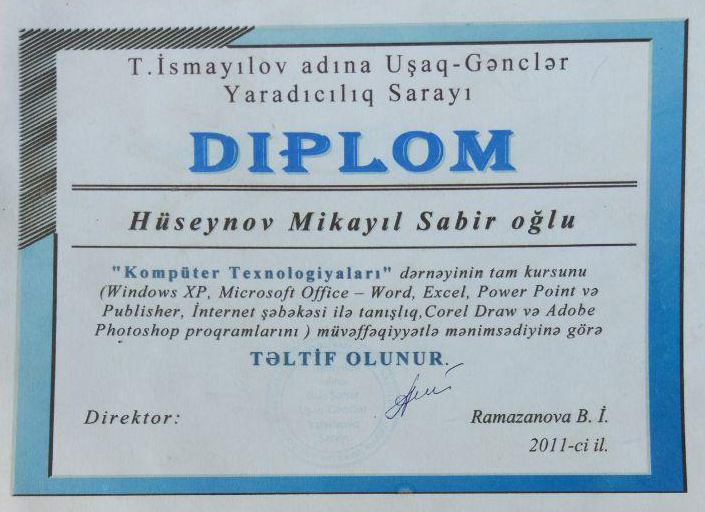 T.İsmayılov adına Uşaq-Gənclər
Yaradıcılıq Sarayı
DIPLOM
Hüseynov Mikayıl Sabir oğlu
"Kompüter Texnologiyaları" dərnəyinin tam kursunu
(Windows XP, Microsoft Office – Word, Excel, Power Point və
Publisher, İnternet şəbəkəsi ilə tanışlıq,Corel Draw və Adobe
Photoshop proqramlarını ) müvəffəqiyyətlə mənimsədiyinə görə
TƏLTİF OLUNUR.
Direktor:
Ramazanova B. İ.
2011-ci il.